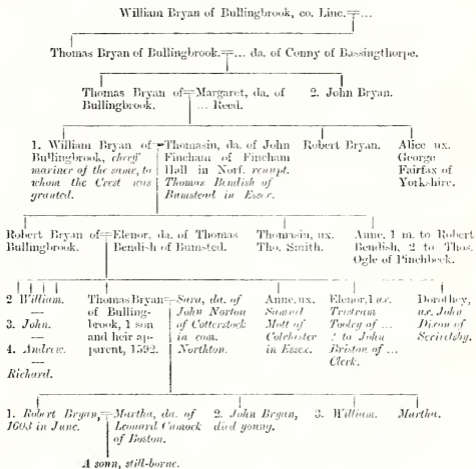 William Bryan of Bullingbrook, co. Linc.=...
Thomas Bryan of Bullingbrook.=... da. of Conny of Bassingthorpe.
Thomas Bryan of=Margaret, da. of 2. John Bryan.
Bullingbrook. ... Reed.
1. William Bryan of=Thomasin, da. of John Robert Bryan. Alice ux.
Bullingbrook, cheeff Fincham of Fincham George
mariner of the same, to Hall in Norf. renupt. Fairfax of
whom the Crest was Thomas Bendish of Yorkshire.
granted. Bumstead in Essex.
Robert Bryan of=Elenor, da. of Thomas Thomasin, ux. Anne, 1 m. to Robert
Bullingbrook. Bendish of Bumsted. Tho. Smith. Bendish, 2 to Thos.
Ogle of Pinchbeck.
2 William. Thomas Bryan=Sara, da. of Anne, ux. Elenor, 1 ux. Dorothey,
— of Bulling- John Norton Samuel Tristram ux. John
3. John. brook, 1 son of Cotterstock Mott of Tooley of ... Dixon of
— and heir ap- in com. Colchester 2 to John
4. Andrew. parent, 1592. Northton. in Essex. Briston of ...
— Clerk.
Richard.
1. Robert Bryan,=Martha, da. of 2. John Bryan, 3. William. Martha.
1603 in June. Leonard Camock died young.
of Boston.
A sonn, still-borne.